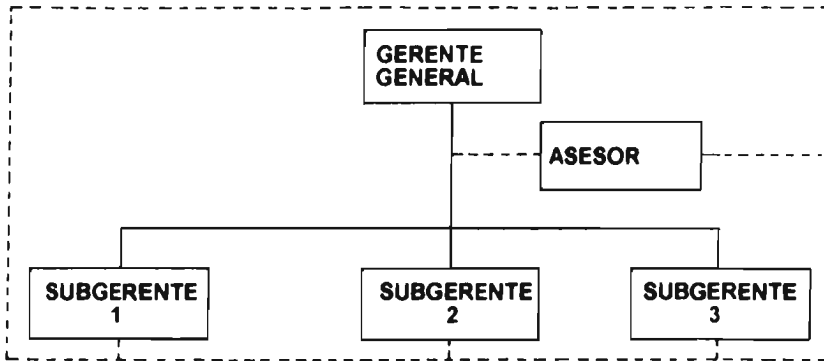 GERENTE
GENERAL
ASESOR
SUBGERENTE
1
SUBGERENTE
2
SUBGERENTE
3